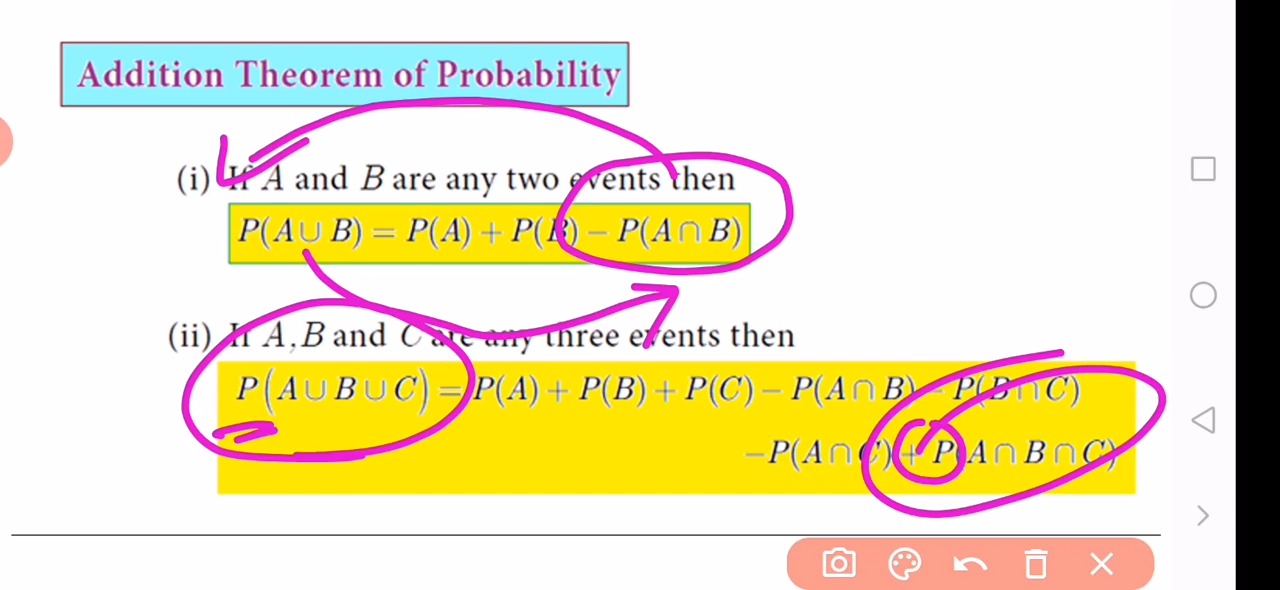 Addition Theorem of Probability
(i) If A and B are any two events then
P(A ∪ B) = P(A) + P(B) − P(A ∩ B)
(ii) If A, B and C are any three events then
P(A ∪ B ∪ C) = P(A) + P(B) + P(C) − P(A ∩ B) − P(B ∩ C)
−P(A ∩ C) + P(A ∩ B ∩ C)